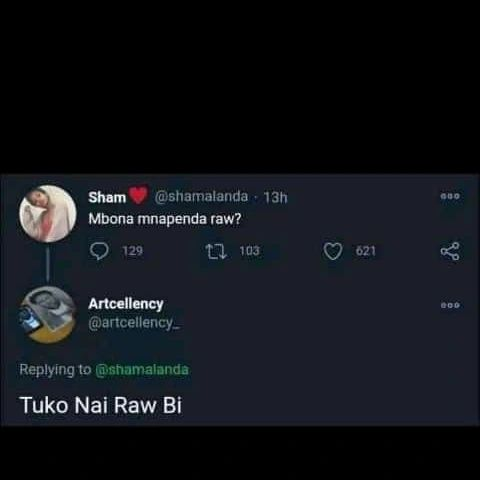 Sham❤️ @shamalanda · 13h
Mbona mnapenda raw?
129 103 621
Artcellency
@artcellency_
Replying to @shamalanda
Tuko Nai Raw Bi